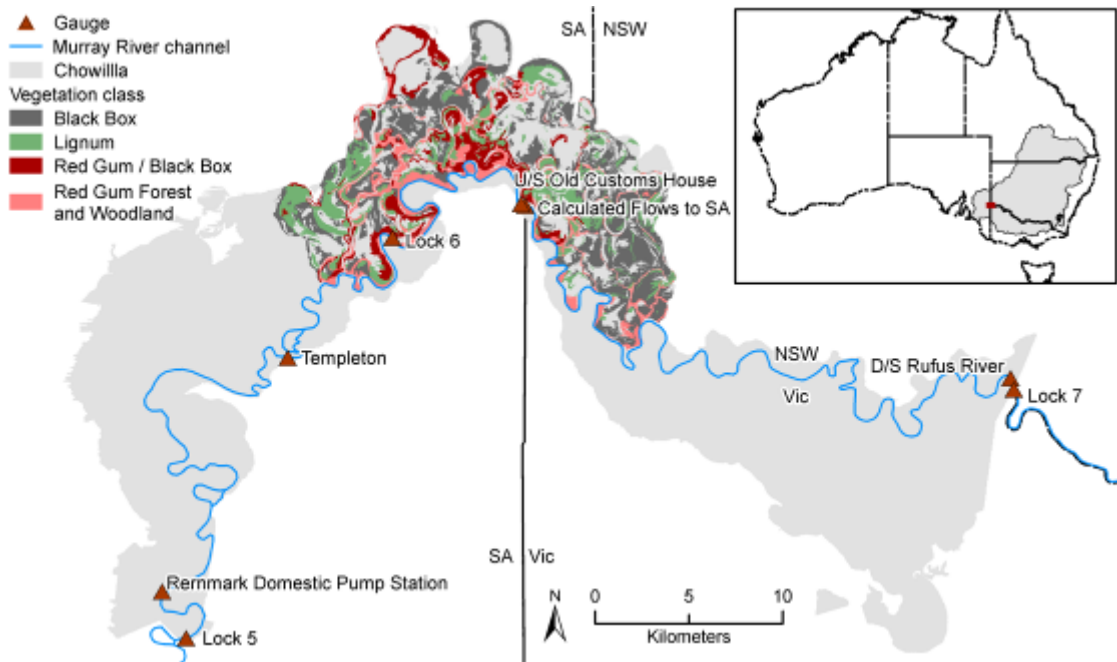 Gauge
Murray River channel
Chowillla
Vegetation class
Black Box
Lignum
Red Gum / Black Box
Red Gum Forest
and Woodland
SA NSW
U/S Old Customs House
Calculated Flows to SA
Lock 6
Templeton
NSW
Vic
D/S Rufus River
Lock 7
SA Vic
Rernmark Domestic Pump Station
Lock 5
N
0 5 10
Kilometers